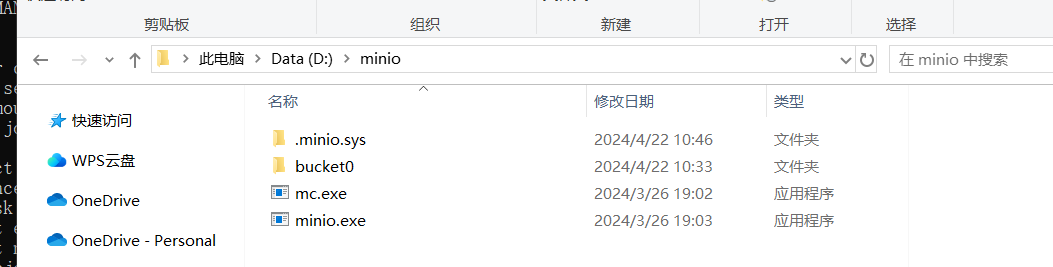 剪贴板 组织 新建 打开 选择
此电脑 Data (D:) minio 在 minio 中搜索
名称 修改日期 类型
快速访问
WPS云盘
OneDrive
OneDrive - Personal
.minio.sys 2024/4/22 10:46 文件夹
bucket0 2024/4/22 10:33 文件夹
mc.exe 2024/3/26 19:02 应用程序
minio.exe 2024/3/26 19:03 应用程序